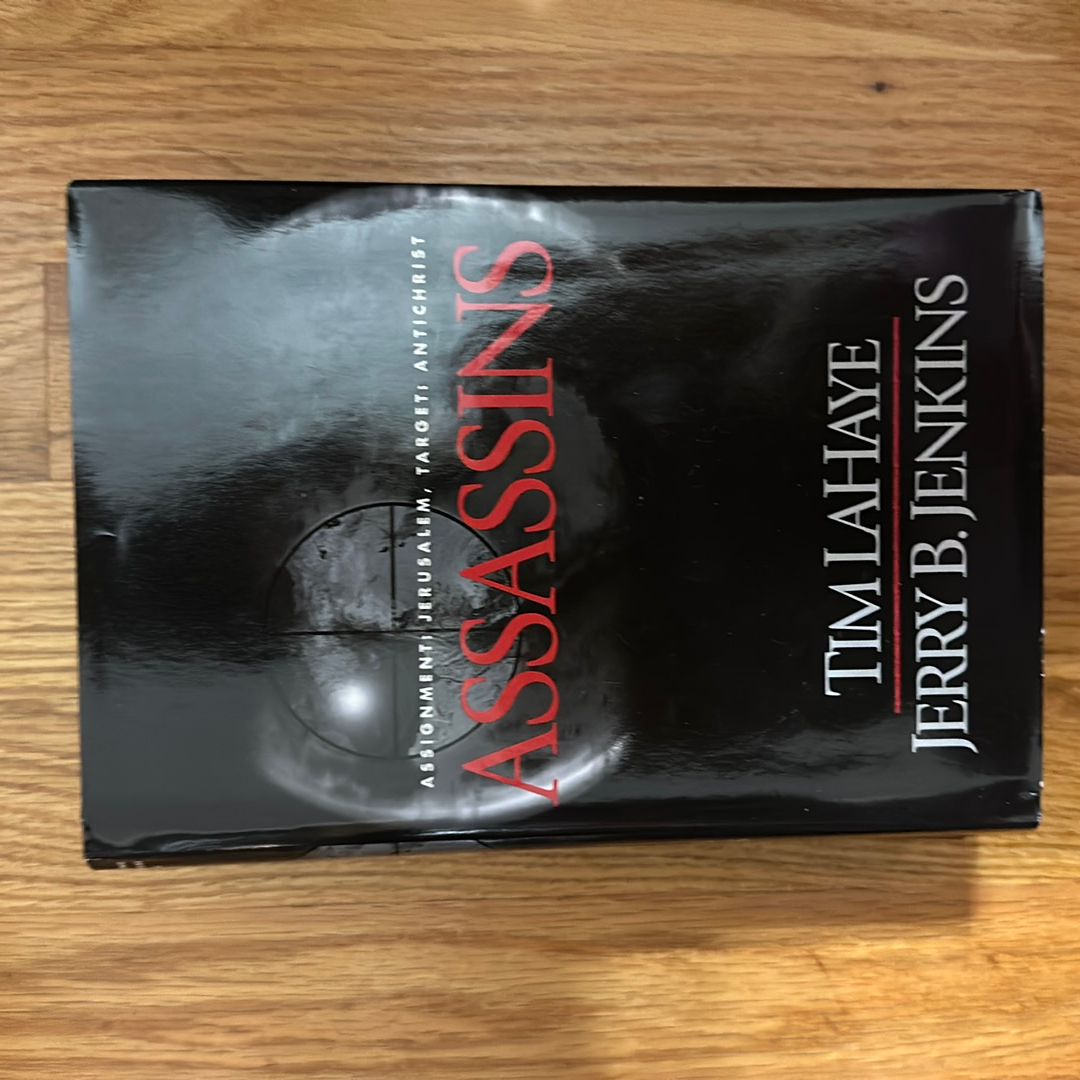 ASSIGNMENT: JERUSALEM, TARGET: ANTICHRIST
ASSASSINS
TIM LAHAYE
JERRY B. JENKINS